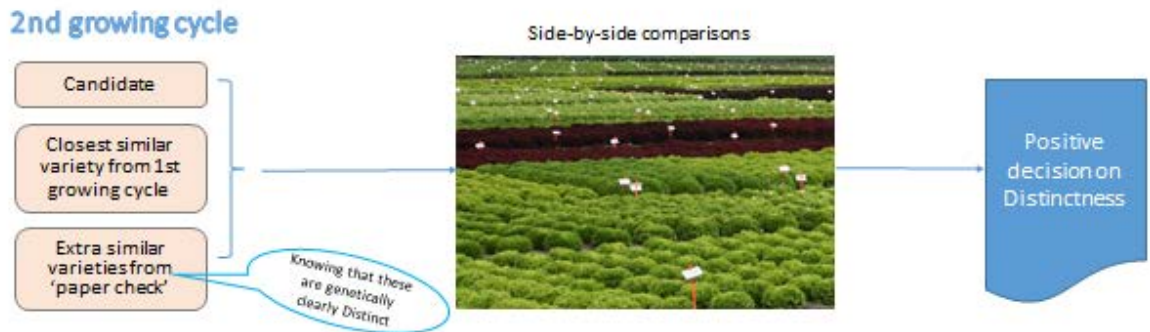 2nd growing cycle
Side-by-side comparisons
Candidate
Closest similar
variety from 1st
growing cycle
Extra similar
varieties from
'paper check'
Knowing that these
are genetically
clearly Distinct
Positive
decision on
Distinctness